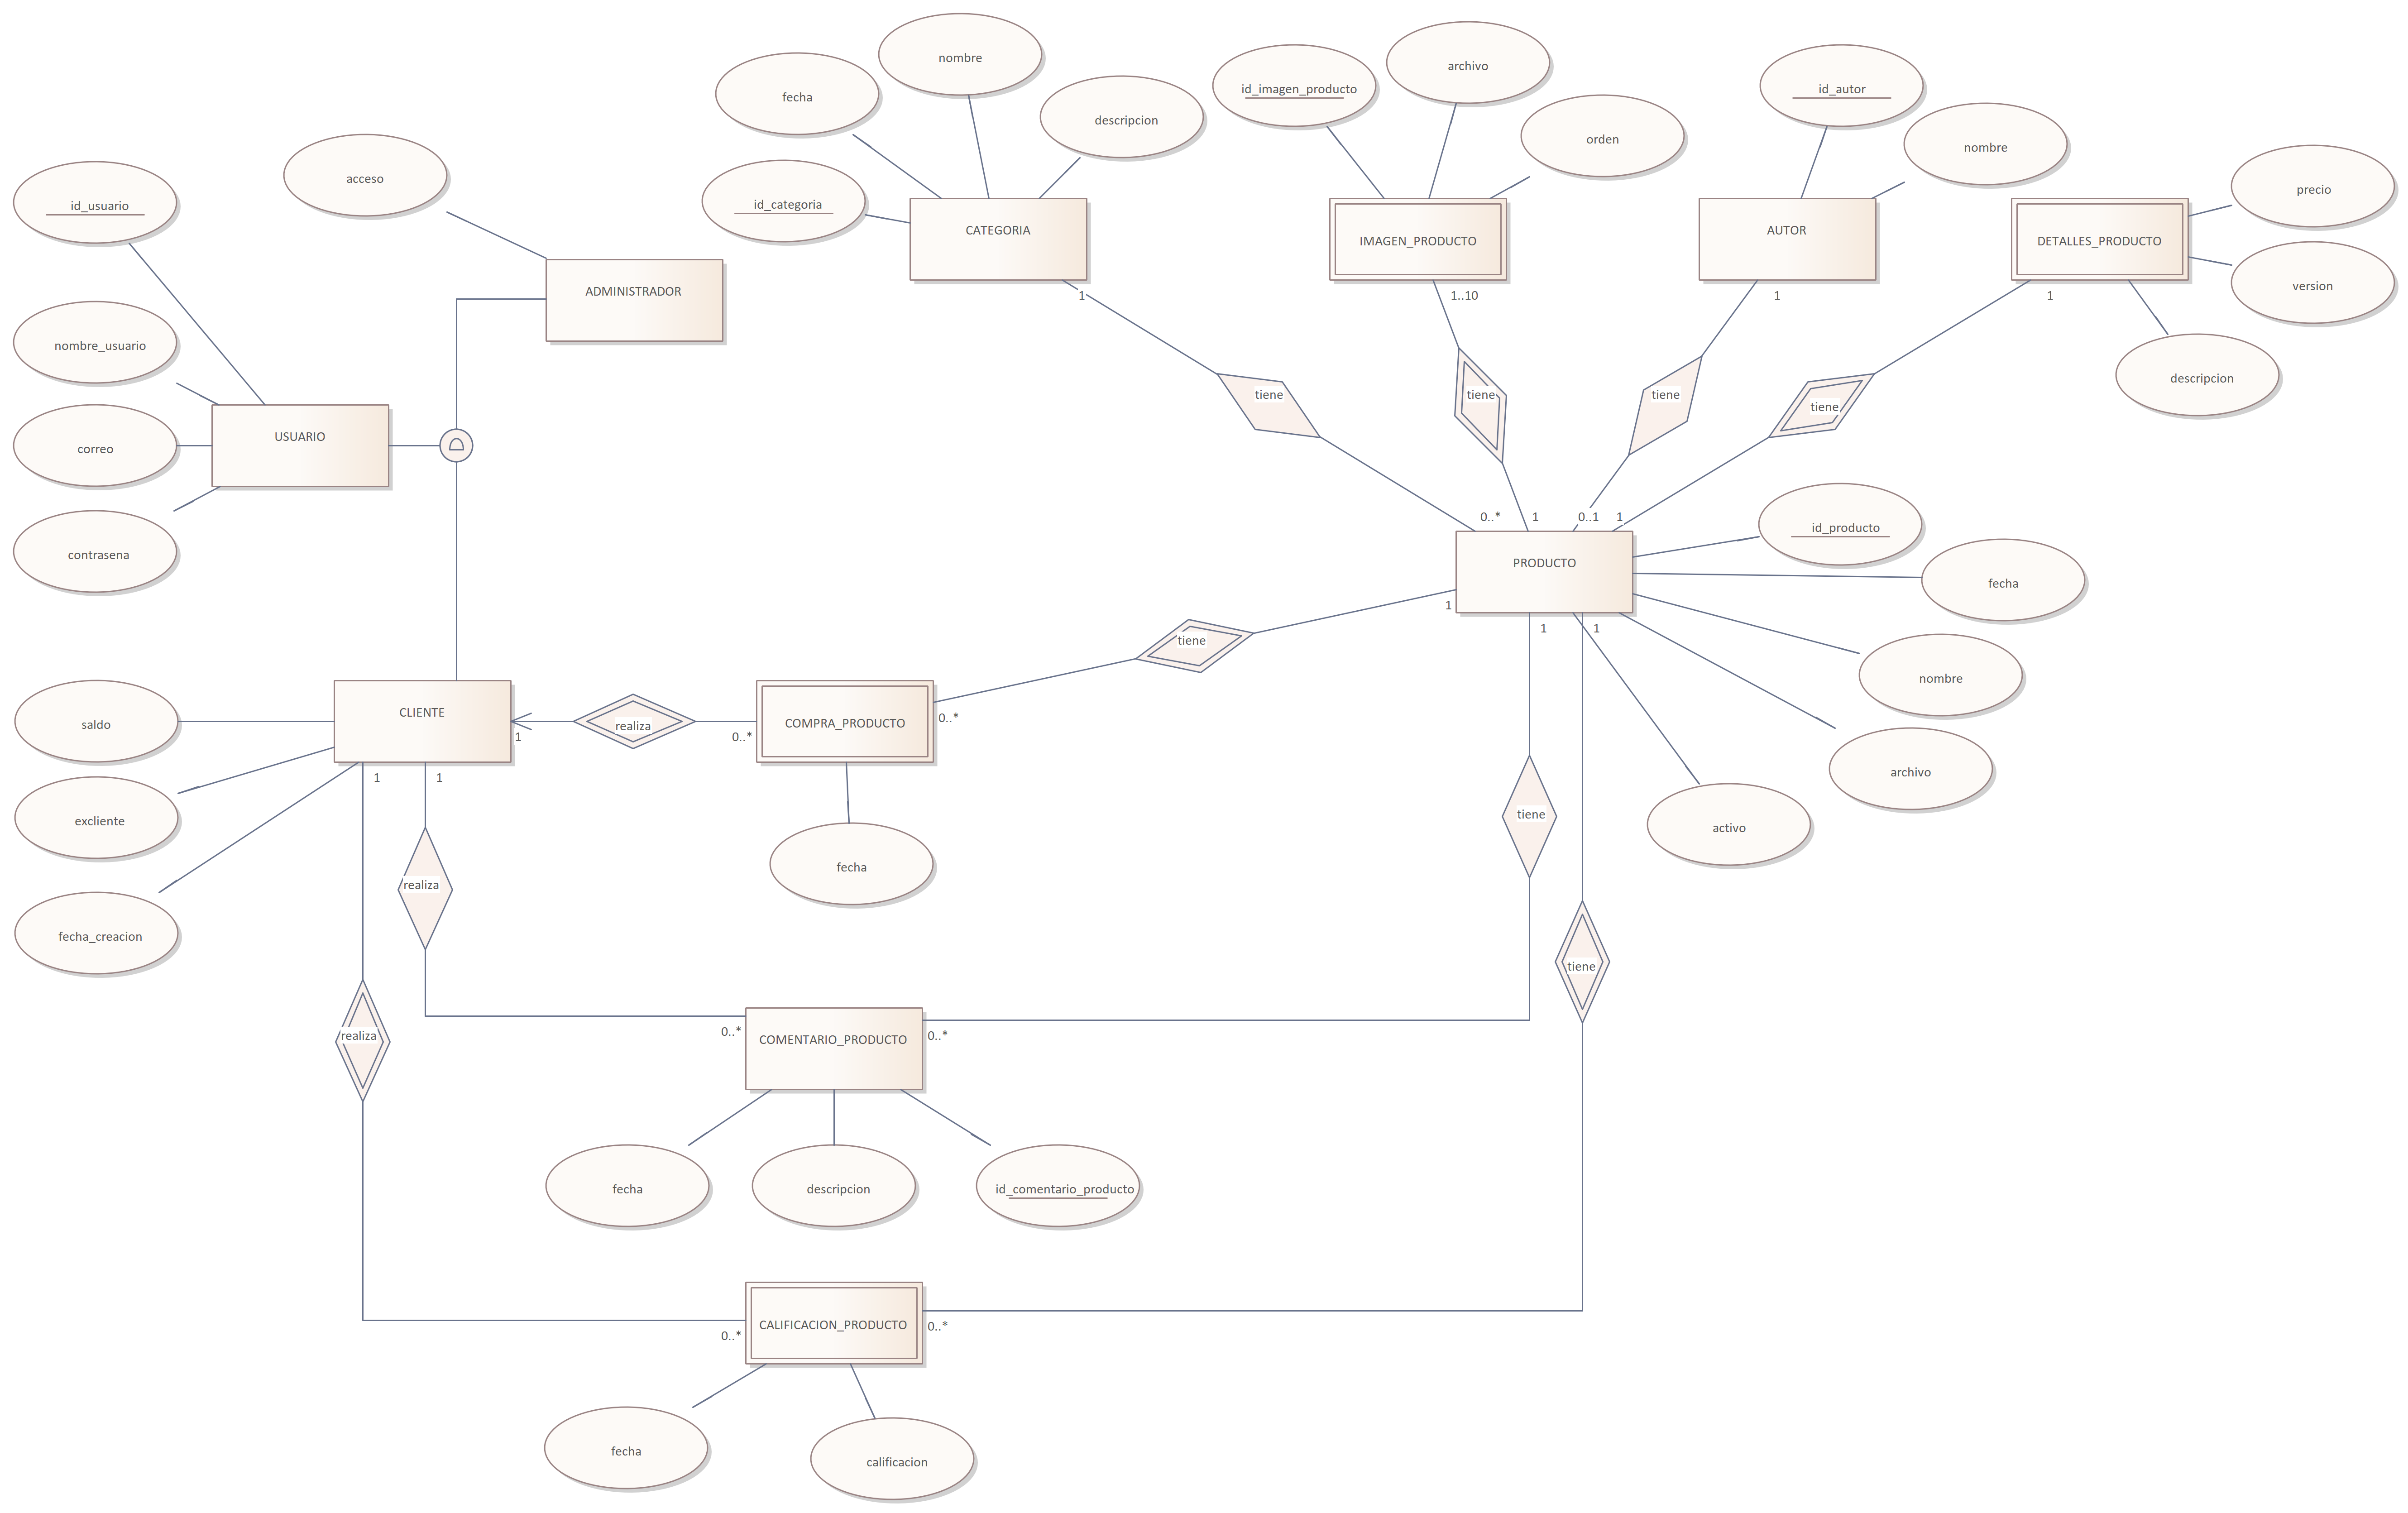 nombre
archivo
fecha
id_imagen_producto
id_autor
descripcion
orden
nombre
acceso
precio
id_usuario
id_categoria
CATEGORIA
IMAGEN_PRODUCTO
AUTOR
DETALLES_PRODUCTO
version
ADMINISTRADOR
1
1..10
1
1
nombre_usuario
descripcion
tiene
tiene
tiene
tiene
USUARIO
correo
0..*
1
0..1
1
id_producto
contrasena
PRODUCTO
fecha
1
1
1
tiene
nombre
CLIENTE
saldo
realiza
COMPRA_PRODUCTO
0..*
1
0..*
archivo
1
1
excliente
tiene
activo
fecha
realiza
fecha_creacion
tiene
0..*
0..*
realiza
COMENTARIO_PRODUCTO
fecha
descripcion
id_comentario_producto
CALIFICACION_PRODUCTO
0..*
0..*
fecha
calificacion